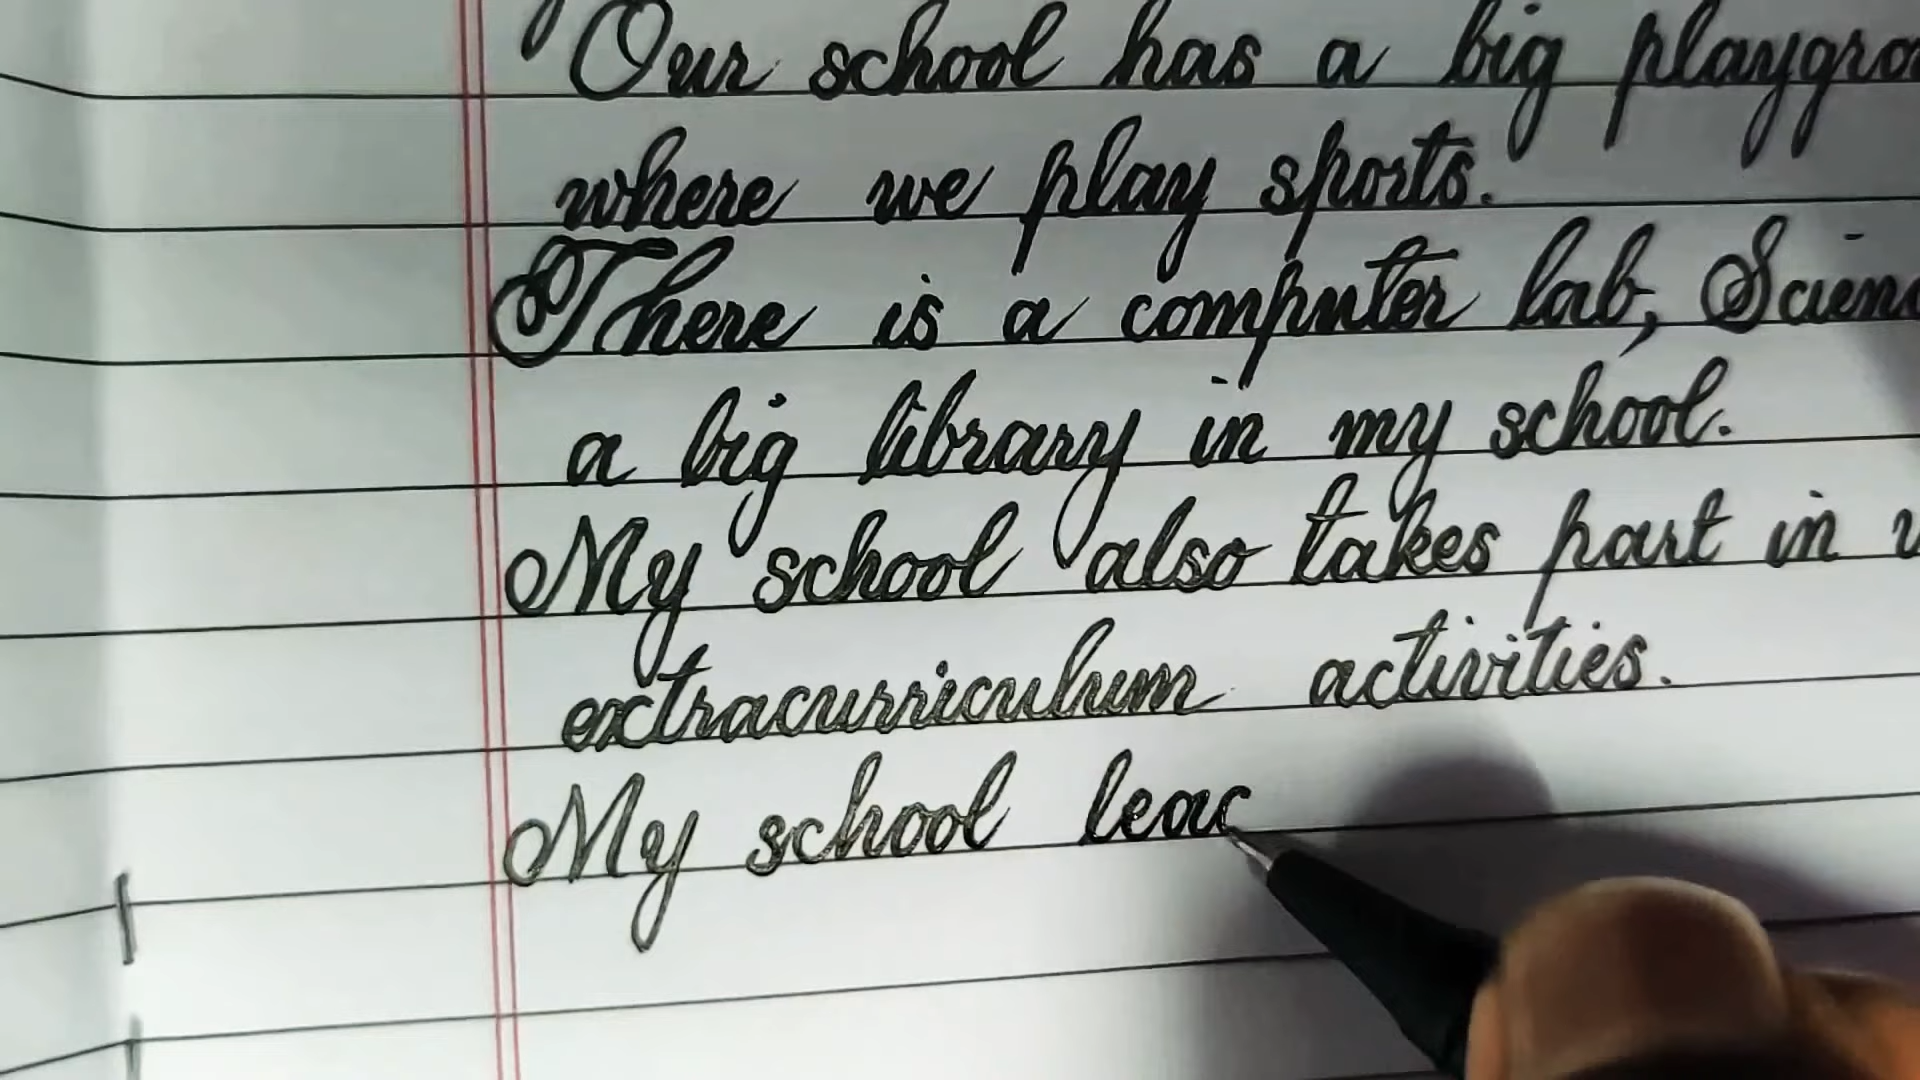 Our school has a big playgro
where we play sports.
There is a computer lab, Scienc
a big library in my school.
My school also takes part in v
extracurriculum activities.
My school leac